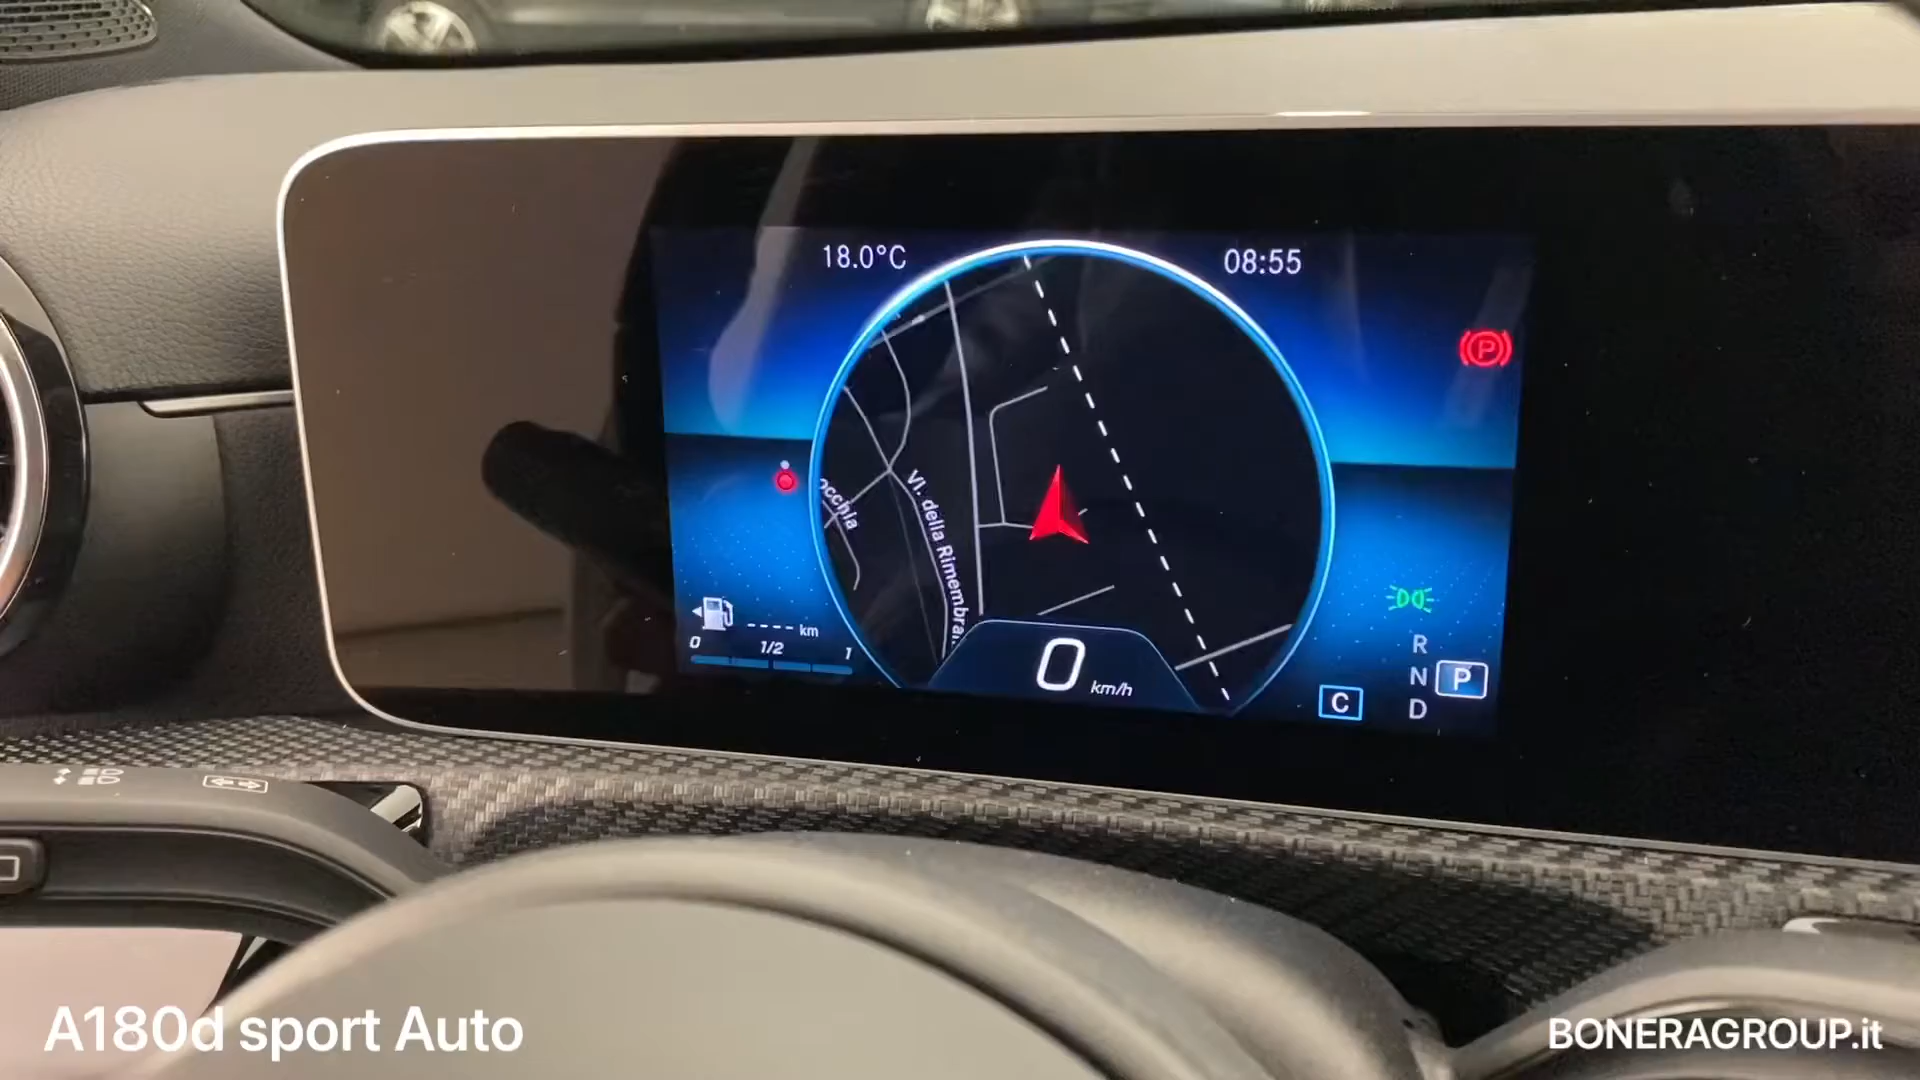 18.0°C
08:55
P
occhia
Vl. della Rimembra
---- km
0 1/2 1
0 km/h
R
N P
D
C
A180d sport Auto
BONERAGROUP.it